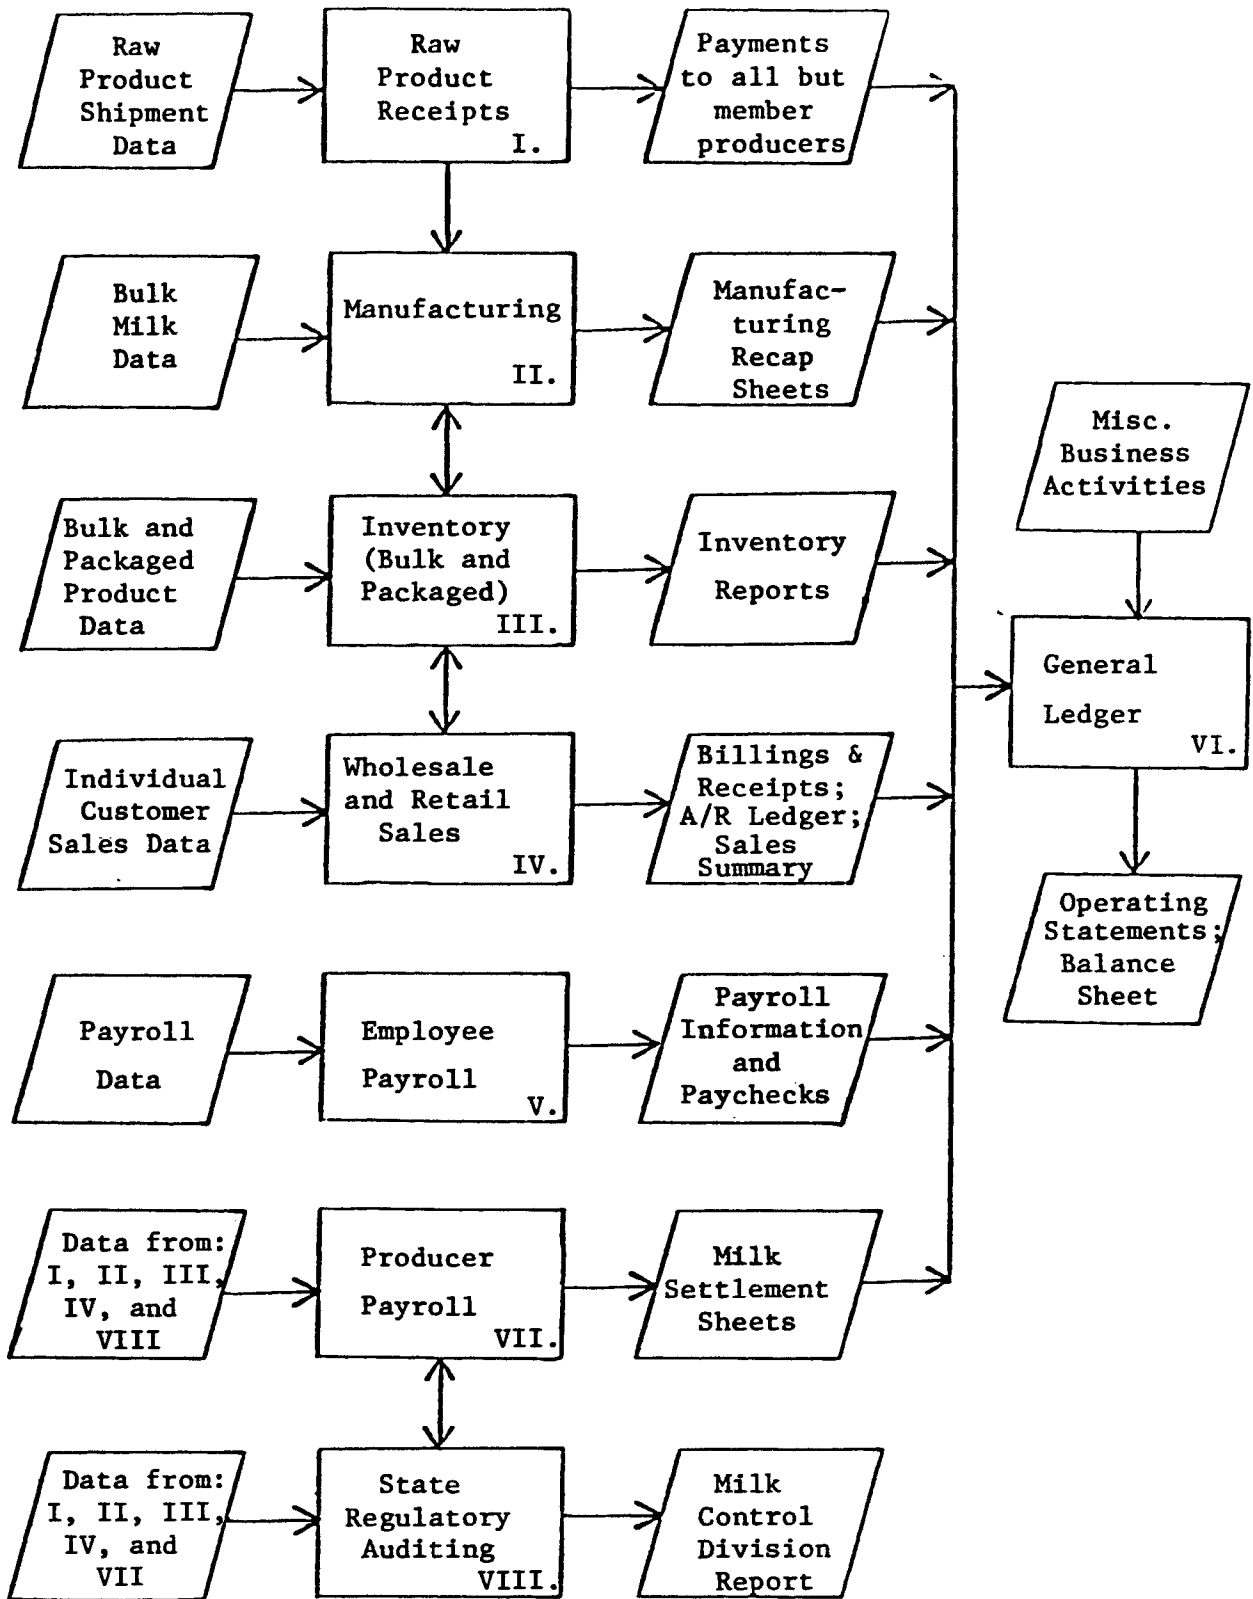 Raw
Product
Shipment
Data
Raw
Product
Receipts
I.
Payments
to all but
member
producers
Bulk
Milk
Data
Manufacturing
II.
Manufac-
turing
Recap
Sheets
Misc.
Business
Activities
Bulk and
Packaged
Product
Data
Inventory
(Bulk and
Packaged)
III.
Inventory
Reports
General
Ledger
VI.
Individual
Customer
Sales Data
Wholesale
and Retail
Sales
IV.
Billings &
Receipts;
A/R Ledger;
Sales
Summary
Operating
Statements;
Balance
Sheet
Payroll
Data
Employee
Payroll
V.
Payroll
Information
and
Paychecks
Data from:
I, II, III,
IV, and
VIII
Producer
Payroll
VII.
Milk
Settlement
Sheets
Data from:
I, II, III,
IV, and
VII
State
Regulatory
Auditing
VIII.
Milk
Control
Division
Report